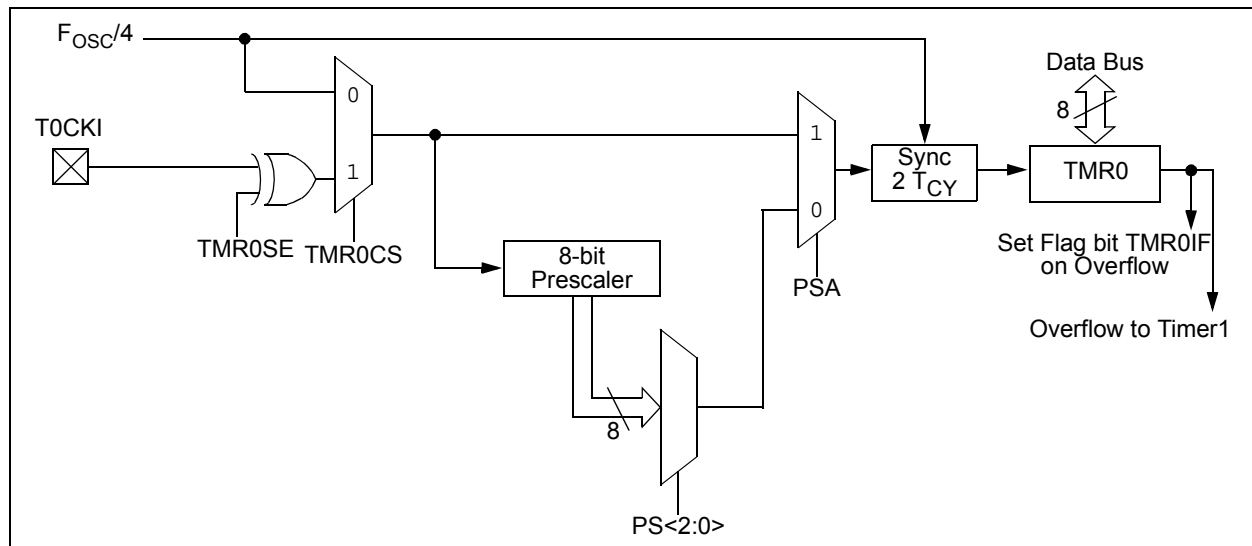 FOSC/4
Data Bus
8
T0CKI
0
1
1
0
Sync
2 TCY
TMR0
TMR0SE
TMR0CS
8-bit
Prescaler
PSA
Set Flag bit TMR0IF
on Overflow
Overflow to Timer1
8
PS<2:0>